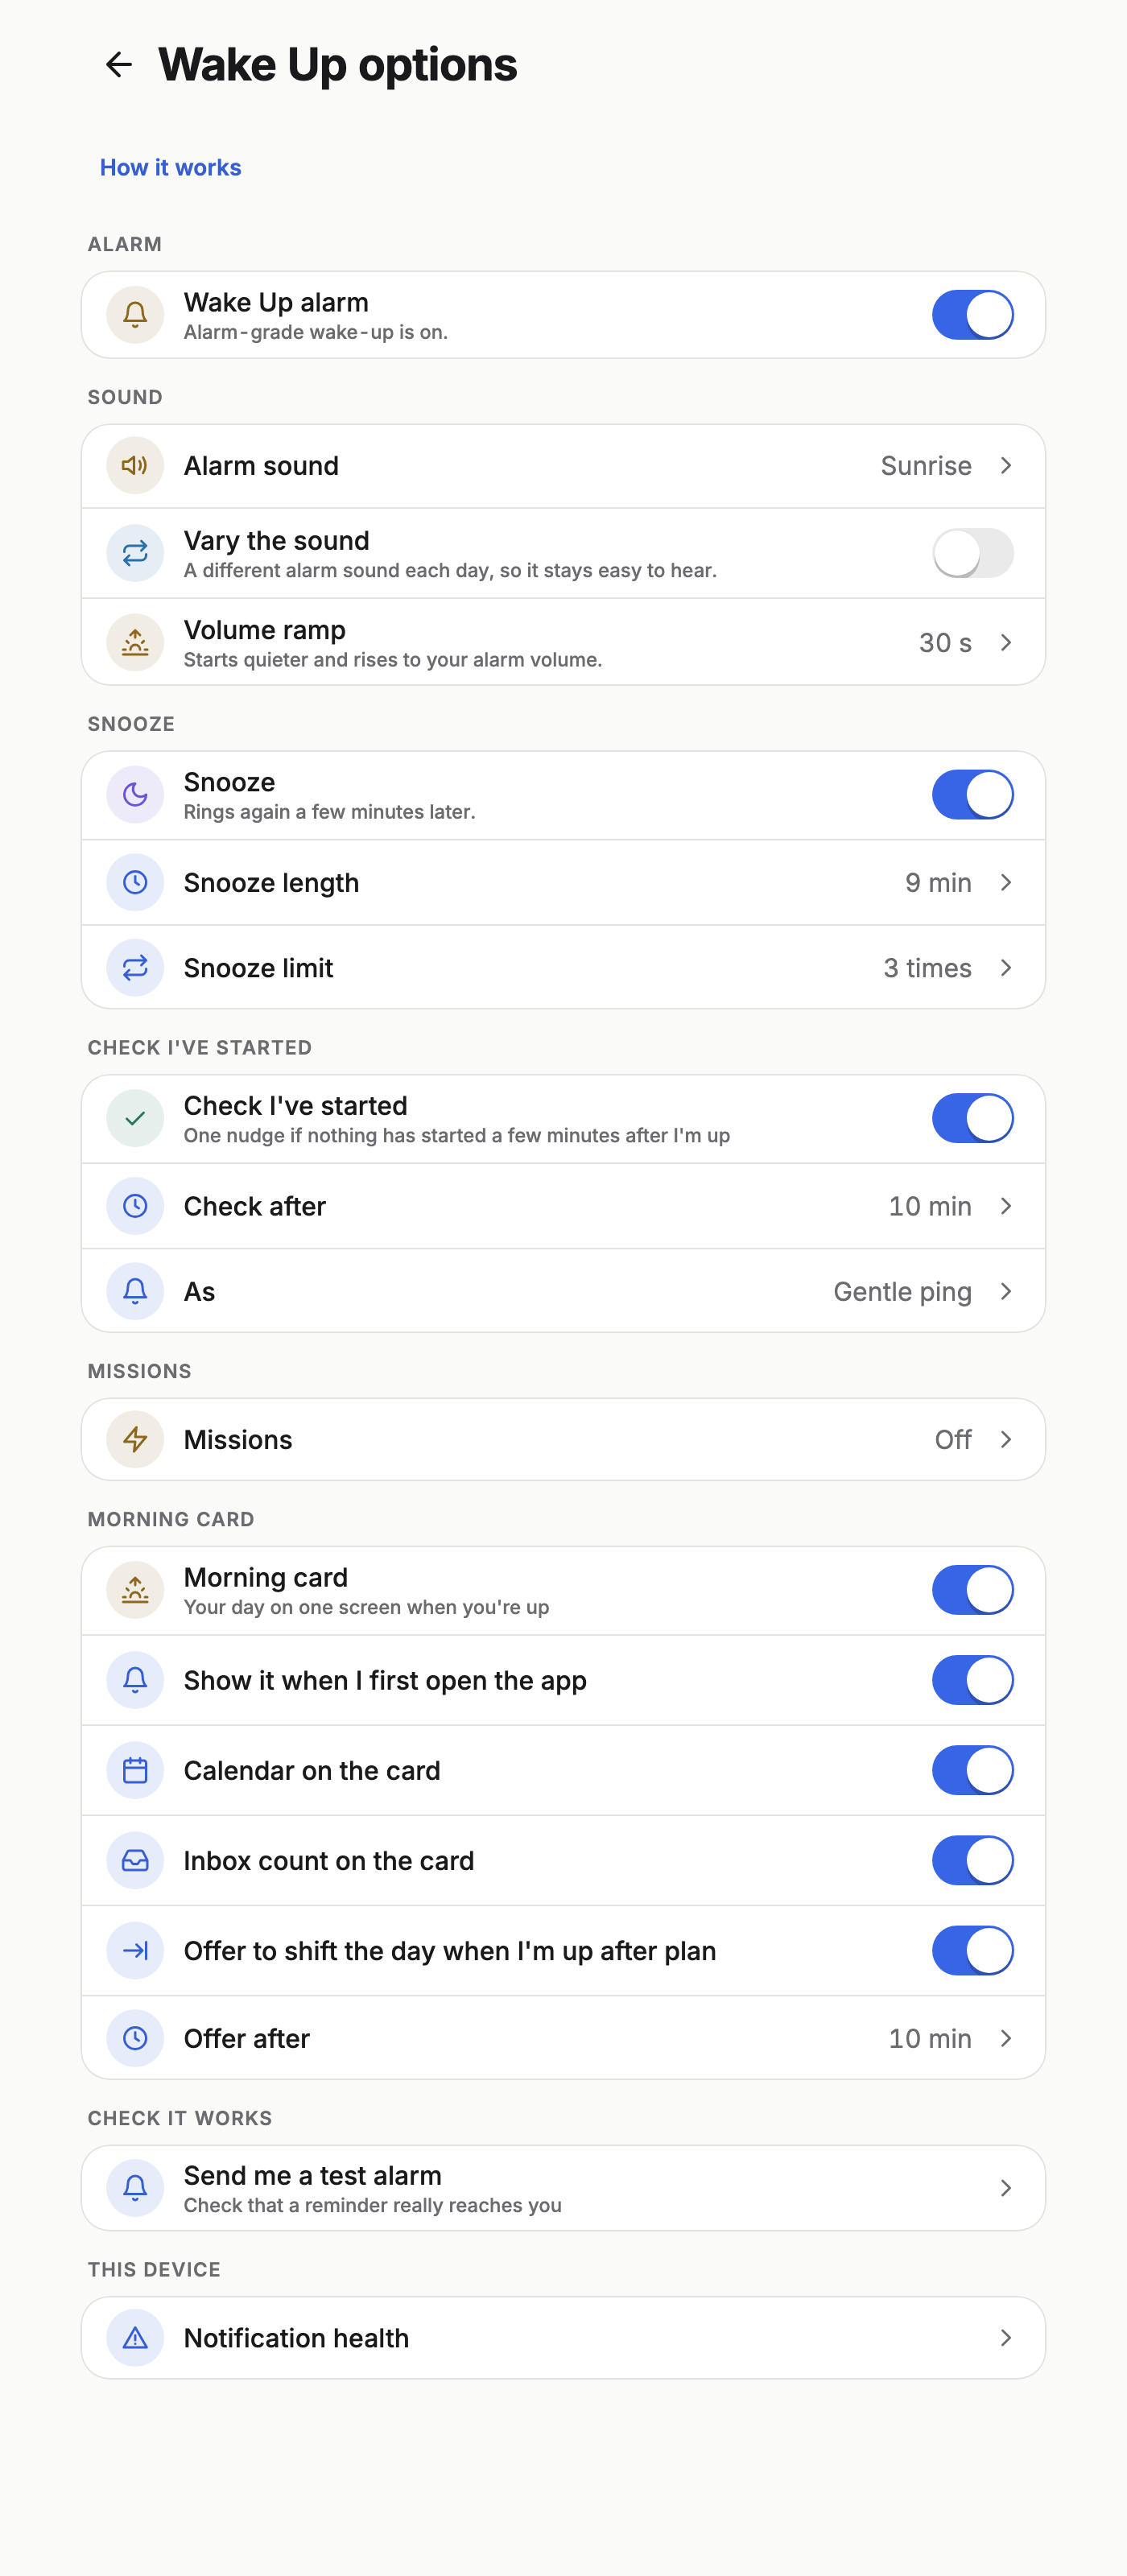 Wake Up options
How it works
ALARM
Wake Up alarm
Alarm-grade wake-up is on.
SOUND
Alarm sound
Sunrise
Vary the sound
A different alarm sound each day, so it stays easy to hear.
Volume ramp
Starts quieter and rises to your alarm volume.
30 s
SNOOZE
Snooze
Rings again a few minutes later.
Snooze length
9 min
Snooze limit
3 times
CHECK I'VE STARTED
Check I've started
One nudge if nothing has started a few minutes after I'm up
Check after
10 min
As
Gentle ping
MISSIONS
Missions
Off
MORNING CARD
Morning card
Your day on one screen when you're up
Show it when I first open the app
Calendar on the card
Inbox count on the card
Offer to shift the day when I'm up after plan
Offer after
10 min
CHECK IT WORKS
Send me a test alarm
Check that a reminder really reaches you
THIS DEVICE
Notification health